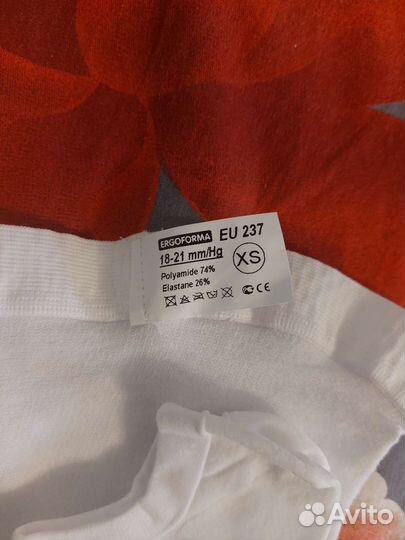 ERGOFORMA EU 237
18-21 mm/Hg XS
Polyamide 74%
Elastane 26%
CE
Avito